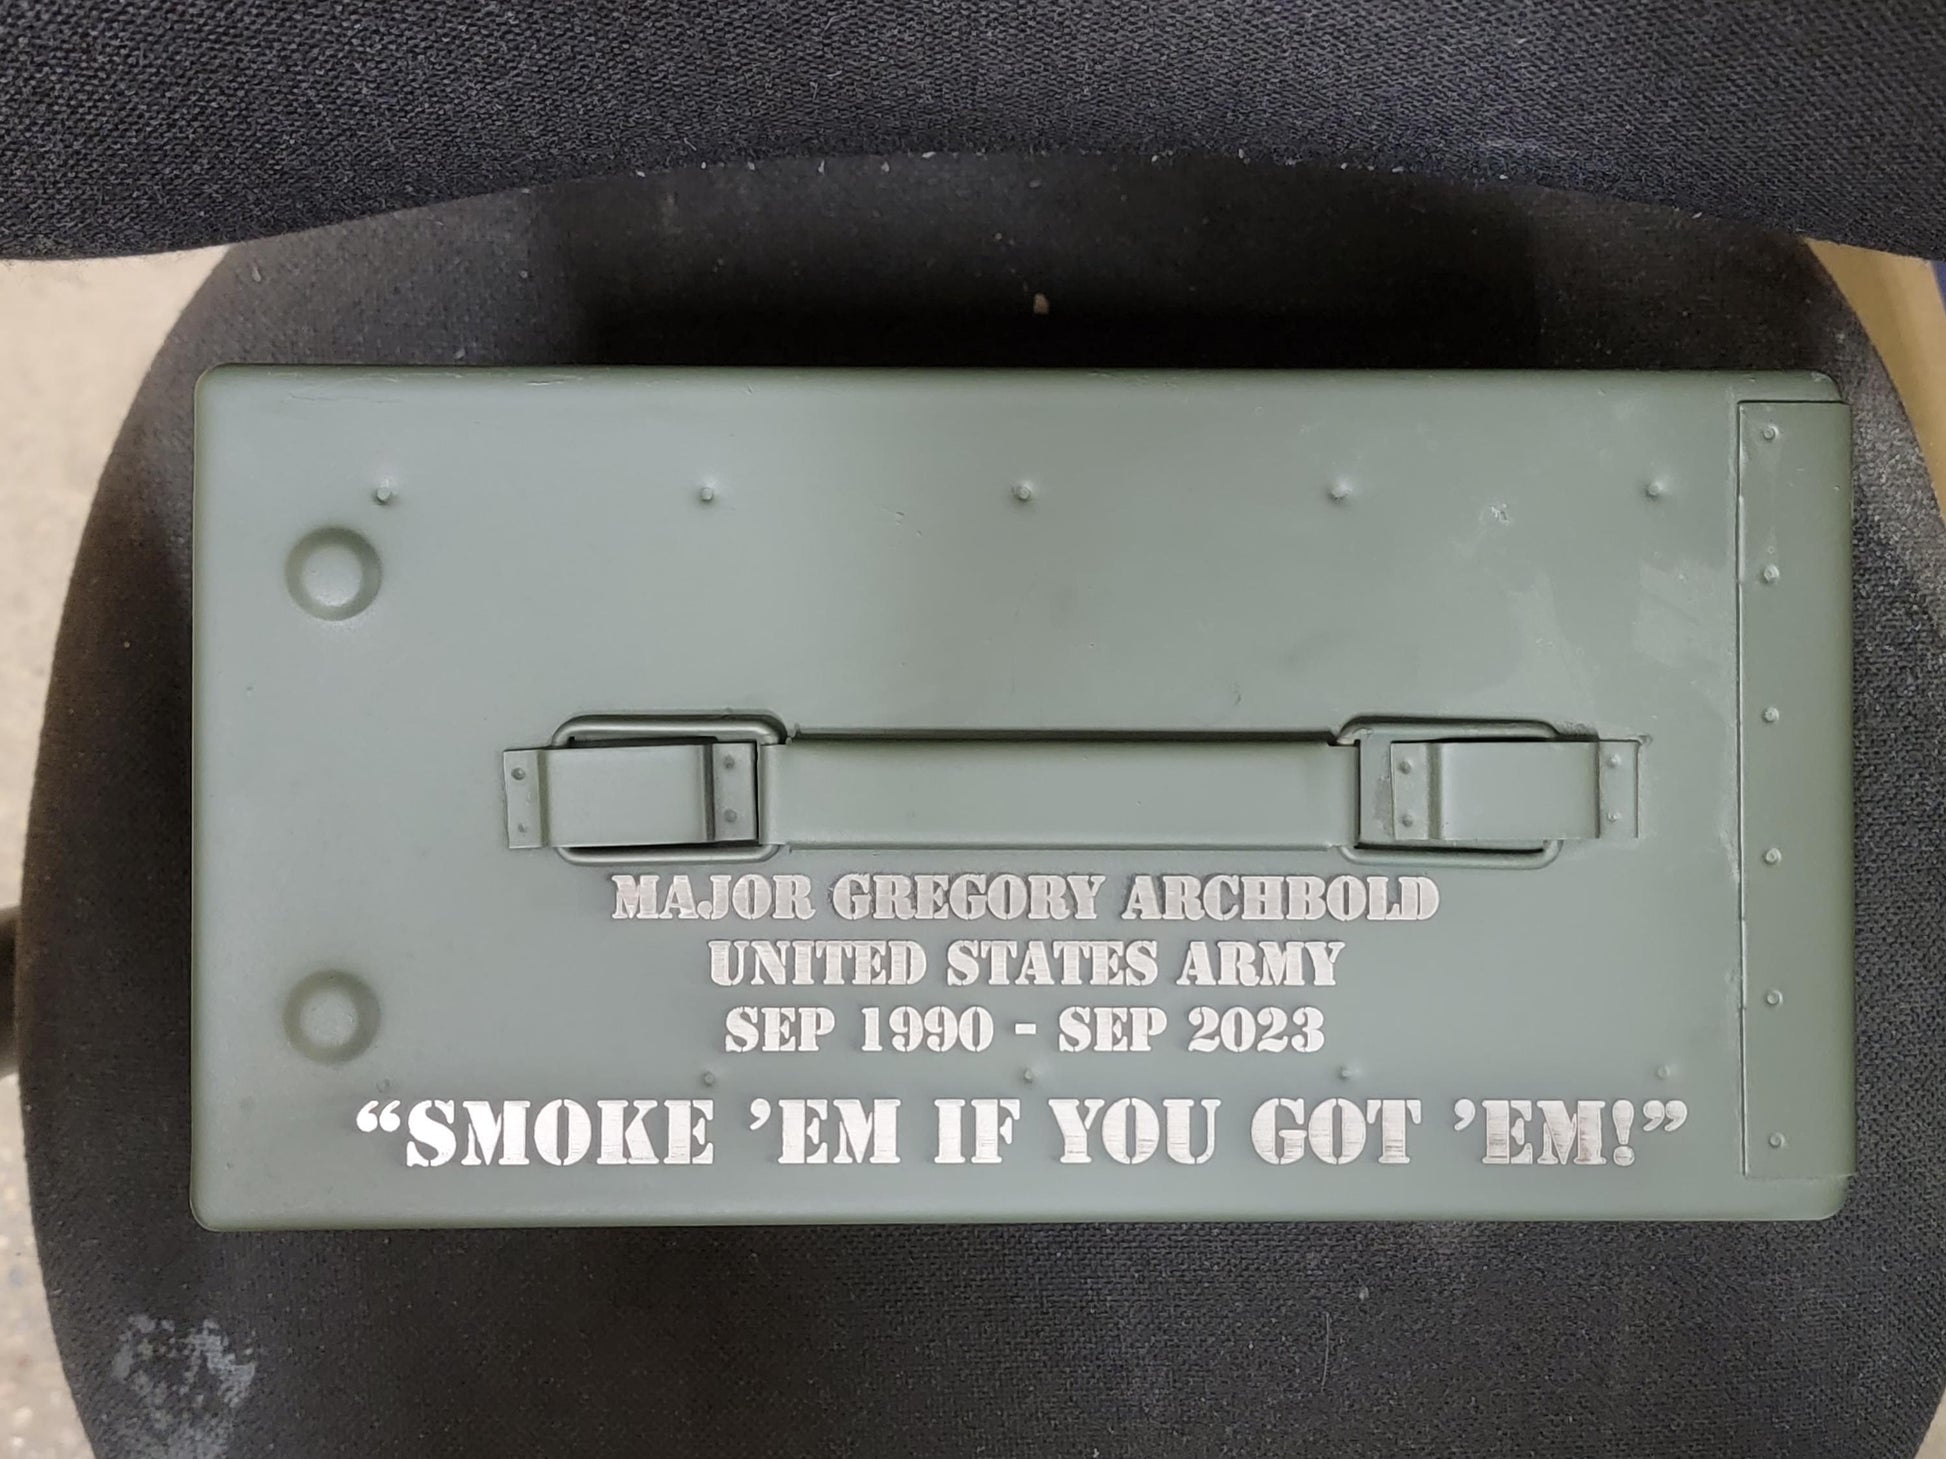 MAJOR GREGORY ARCHBOLD
UNITED STATES ARMY
SEP 1990 - SEP 2023
“SMOKE ’EM IF YOU GOT ’EM!”